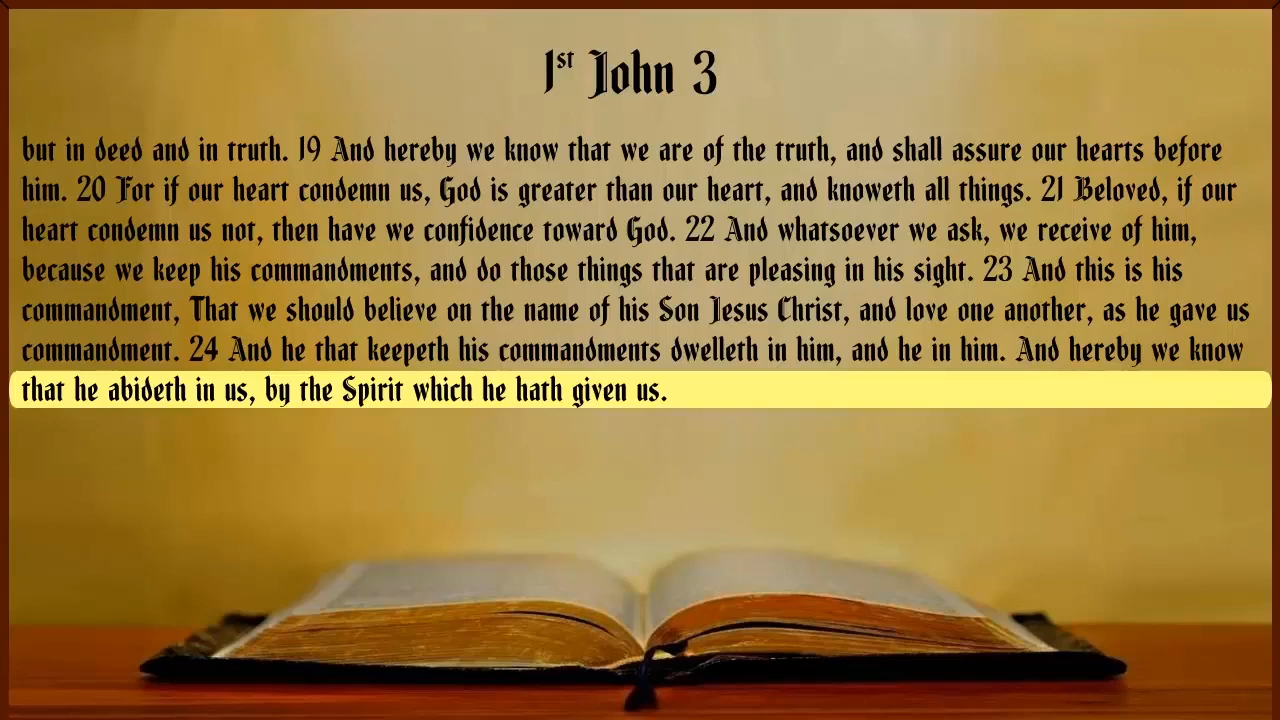 1st John 3
but in deed and in truth. 19 And hereby we know that we are of the truth, and shall assure our hearts before
him. 20 For if our heart condemn us, God is greater than our heart, and knoweth all things. 21 Beloved, if our
heart condemn us not, then have we confidence toward God. 22 And whatsoever we ask, we receive of him,
because we keep his commandments, and do those things that are pleasing in his sight. 23 And this is his
commandment, That we should believe on the name of his Son Jesus Christ, and love one another, as he gave us
commandment. 24 And he that keepeth his commandments dwelleth in him, and he in him. And hereby we know
that he abideth in us, by the Spirit which he hath given us.